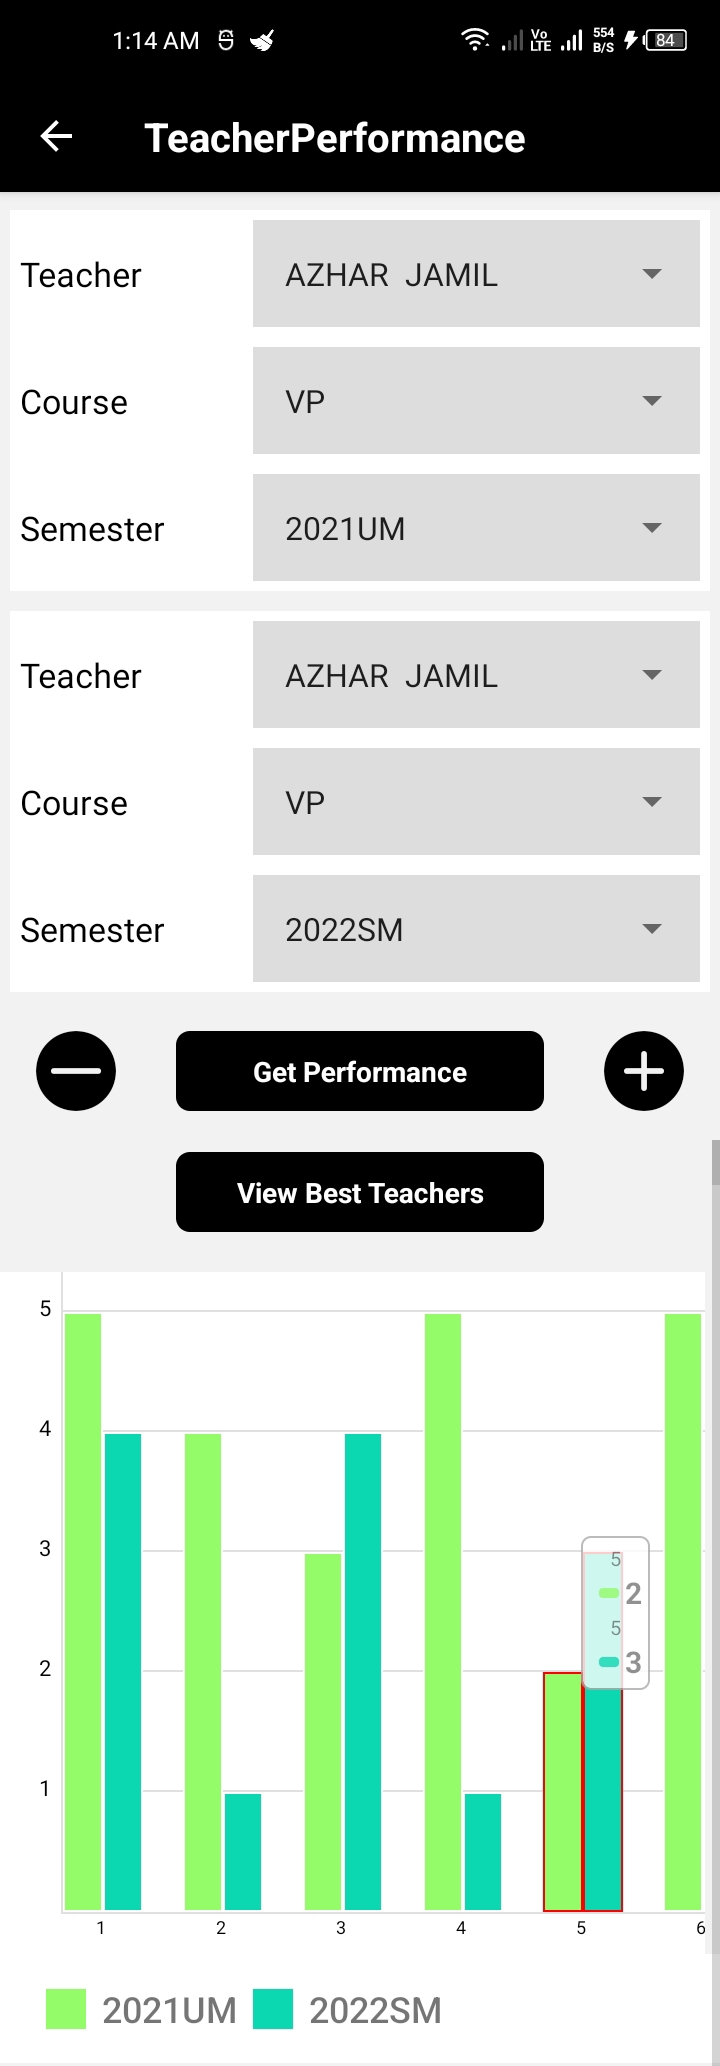 1:14 AM
Vo LTE
554 B/S
84
TeacherPerformance
Teacher
AZHAR  JAMIL
Course
VP
Semester
2021UM
Teacher
AZHAR  JAMIL
Course
VP
Semester
2022SM
Get Performance
View Best Teachers
5
4
3
2
1
5
2
5
3
1 2 3 4 5 6
2021UM 2022SM